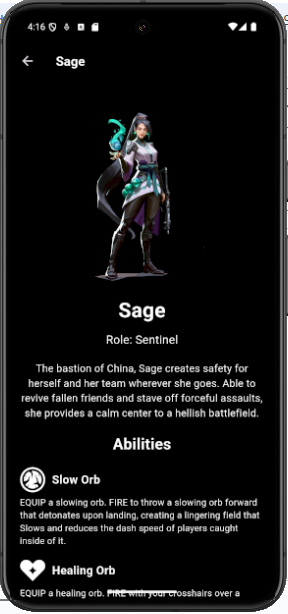 4:16
Sage
Sage
Role: Sentinel
The bastion of China, Sage creates safety for
herself and her team wherever she goes. Able to
revive fallen friends and stave off forceful assaults,
she provides a calm center to a hellish battlefield.
Abilities
Slow Orb
EQUIP a slowing orb. FIRE to throw a slowing orb forward
that detonates upon landing, creating a lingering field that
Slows and reduces the dash speed of players caught
inside of it.
Healing Orb
EQUIP a healing orb. FIRE with your crosshairs over a